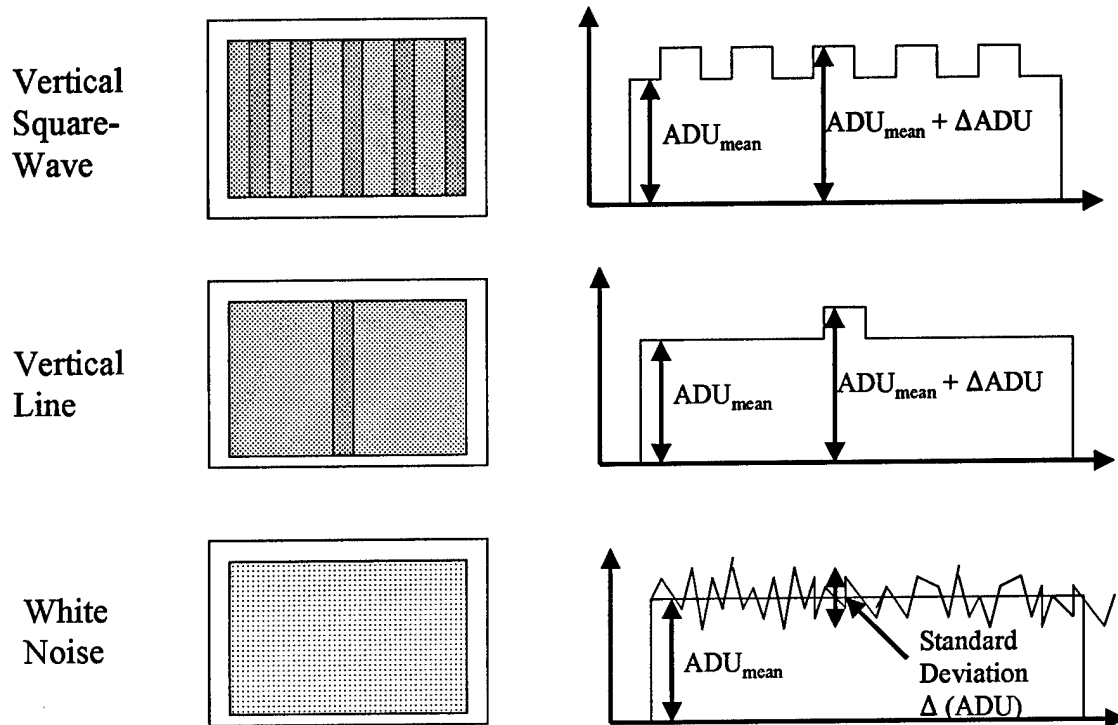 Vertical
Square-
Wave
ADU_mean
ADU_mean + ΔADU
Vertical
Line
ADU_mean
ADU_mean + ΔADU
White
Noise
ADU_mean
Standard
Deviation
Δ (ADU)